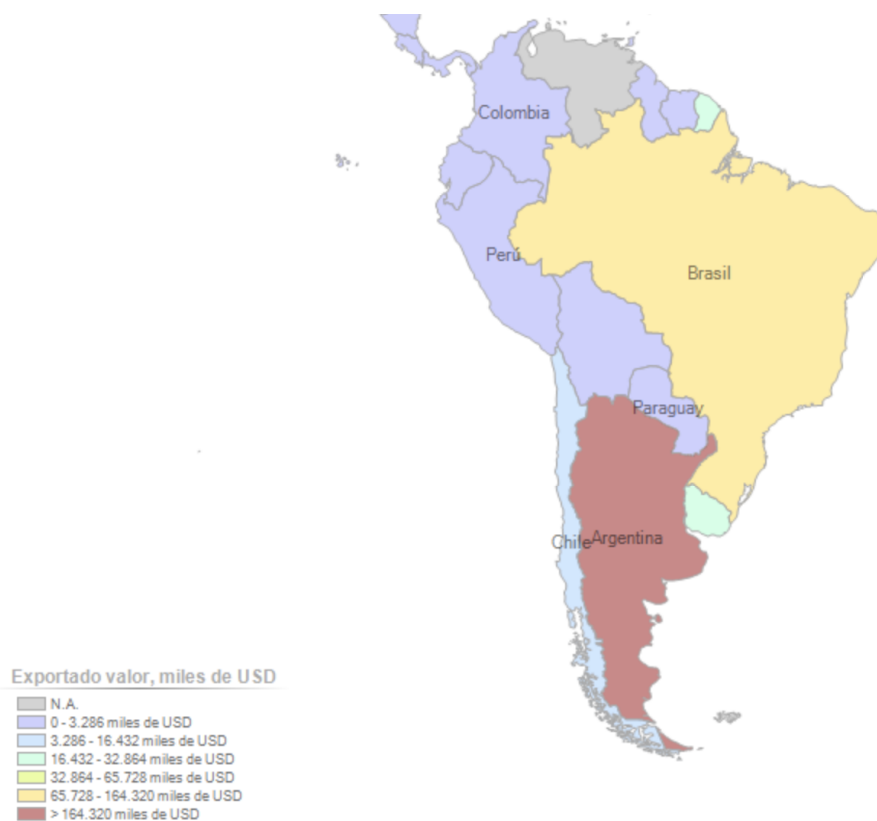 Colombia
Perú
Brasil
Paraguay
Chile
Argentina
Exportado valor, miles de USD
N.A.
0 - 3.286 miles de USD
3.286 - 16.432 miles de USD
16.432 - 32.864 miles de USD
32.864 - 65.728 miles de USD
65.728 - 164.320 miles de USD
> 164.320 miles de USD